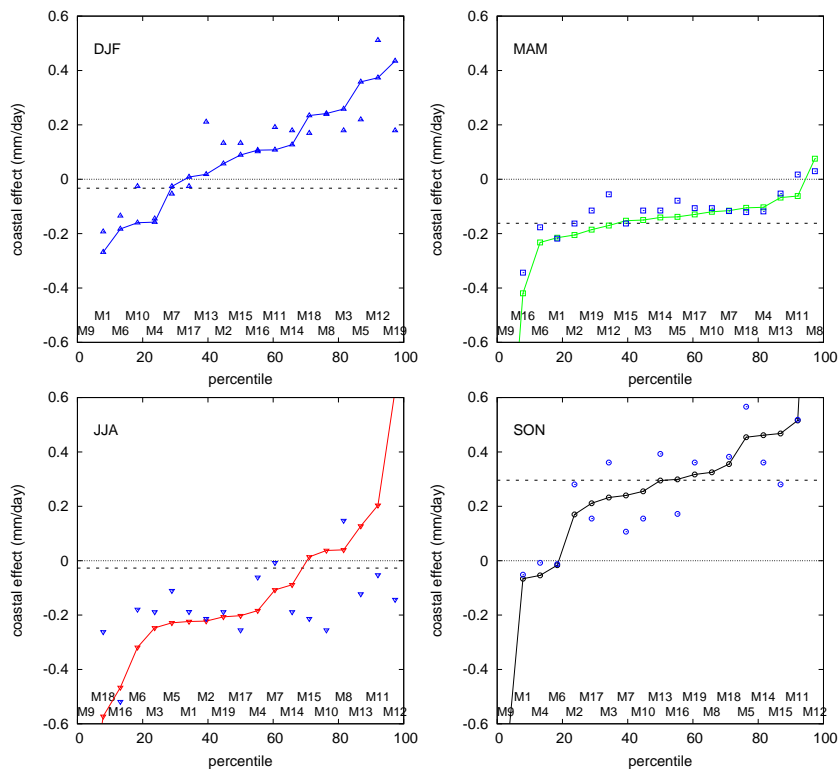 DJF
coastal effect (mm/day)
0.6
0.4
0.2
0
-0.2
-0.4
-0.6
M1 M10 M7 M13 M15 M11 M18 M3 M12
M9 M6 M4 M17 M2 M16 M14 M8 M5 M19
0 20 40 60 80 100
percentile
MAM
coastal effect (mm/day)
0.6
0.4
0.2
0
-0.2
-0.4
-0.6
M16 M1 M19 M15 M14 M17 M7 M4 M11
M9 M6 M2 M12 M3 M5 M10 M18 M13 M8
0 20 40 60 80 100
percentile
JJA
coastal effect (mm/day)
0.6
0.4
0.2
0
-0.2
-0.4
-0.6
M18 M6 M5 M2 M17 M7 M15 M8 M11
M9 M16 M3 M1 M19 M4 M14 M10 M13 M12
0 20 40 60 80 100
percentile
SON
coastal effect (mm/day)
0.6
0.4
0.2
0
-0.2
-0.4
-0.6
M1 M6 M17 M7 M13 M19 M18 M14 M11
M9 M4 M2 M3 M10 M16 M8 M5 M15 M12
0 20 40 60 80 100
percentile